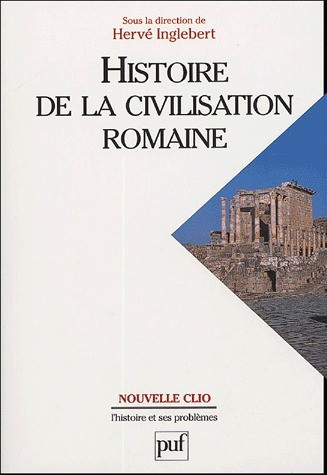 Sous la direction de
Hervé Inglebert
HISTOIRE
DE LA CIVILISATION
ROMAINE
NOUVELLE CLIO
l'histoire et ses problèmes
puf